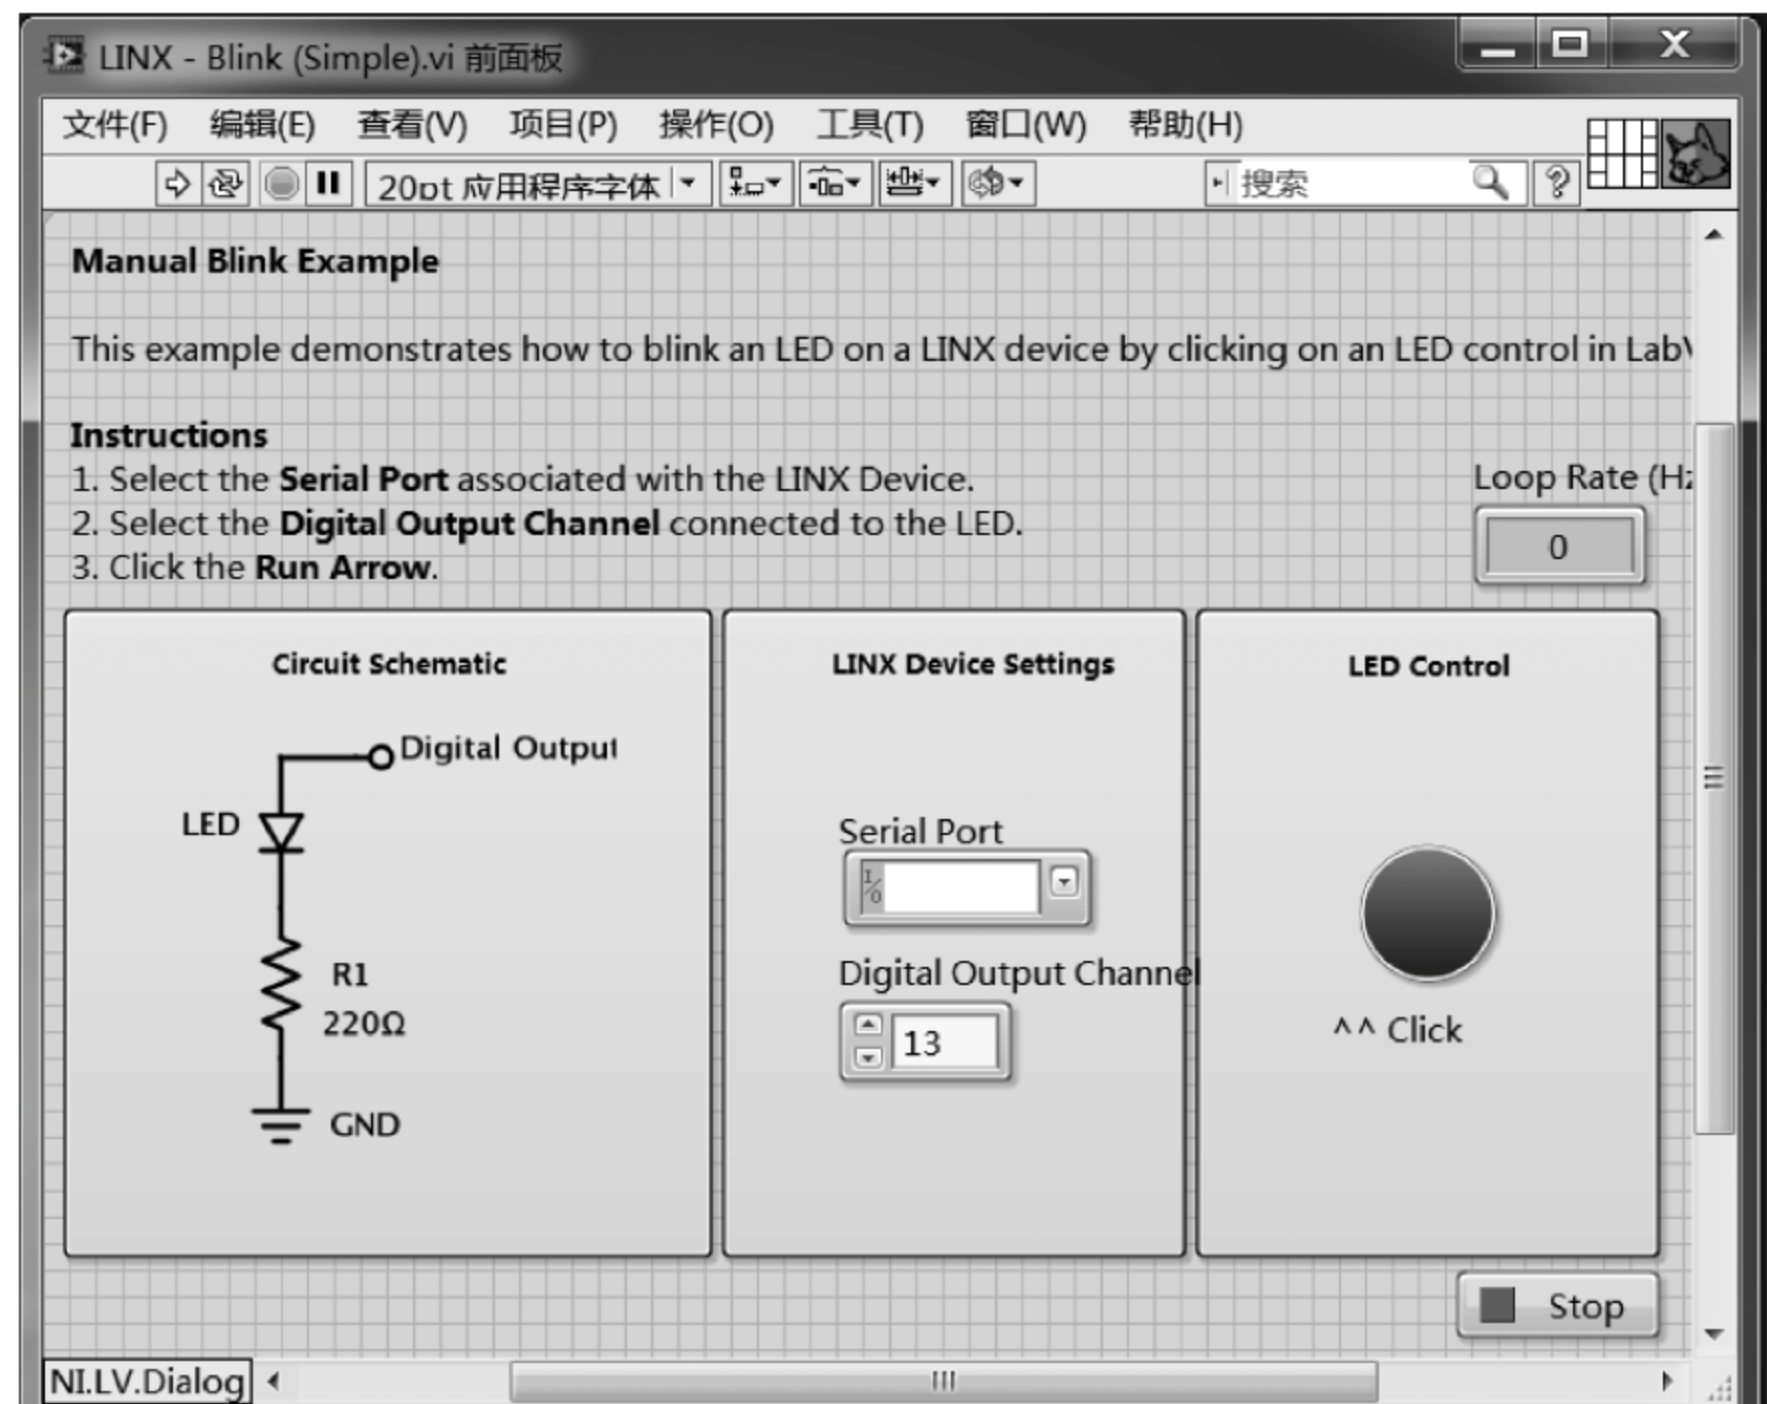 LINX - Blink (Simple).vi 前面板
文件(F) 编辑(E) 查看(V) 项目(P) 操作(O) 工具(T) 窗口(W) 帮助(H)
20pt 应用程序字体
搜索
Manual Blink Example
This example demonstrates how to blink an LED on a LINX device by clicking on an LED control in Lab
Instructions
1. Select the Serial Port associated with the LINX Device.
2. Select the Digital Output Channel connected to the LED.
3. Click the Run Arrow.
Loop Rate (Hz
0
Circuit Schematic
Digital Output
LED
R1
220Ω
GND
LINX Device Settings
Serial Port
I/O
Digital Output Channel
13
LED Control
^^ Click
Stop
NI.LV.Dialog